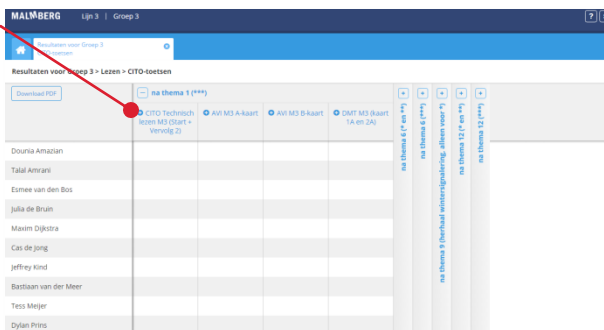 MALMBERG Lijn 3 | Groep 3 ?
Resultaten voor Groep 3
CITO-toetsen
Resultaten voor Groep 3 > Lezen > CITO-toetsen
Download PDF
na thema 1 (***)
CITO Technisch
lezen M3 (Start +
Vervolg 2)
AVI M3 A-kaart
AVI M3 B-kaart
DMT M3 (kaart
1A en 2A)
na thema 6 (* en **)
na thema 6 (***)
na thema 9 (herhaal wintersignalering, alleen voor *)
na thema 12 (* en **)
na thema 12 (***)
Dounia Amazian
Talal Amrani
Esmee van den Bos
Julia de Bruin
Maxim Dijkstra
Cas de Jong
Jeffrey Kind
Bastiaan van der Meer
Tess Meijer
Dylan Prins